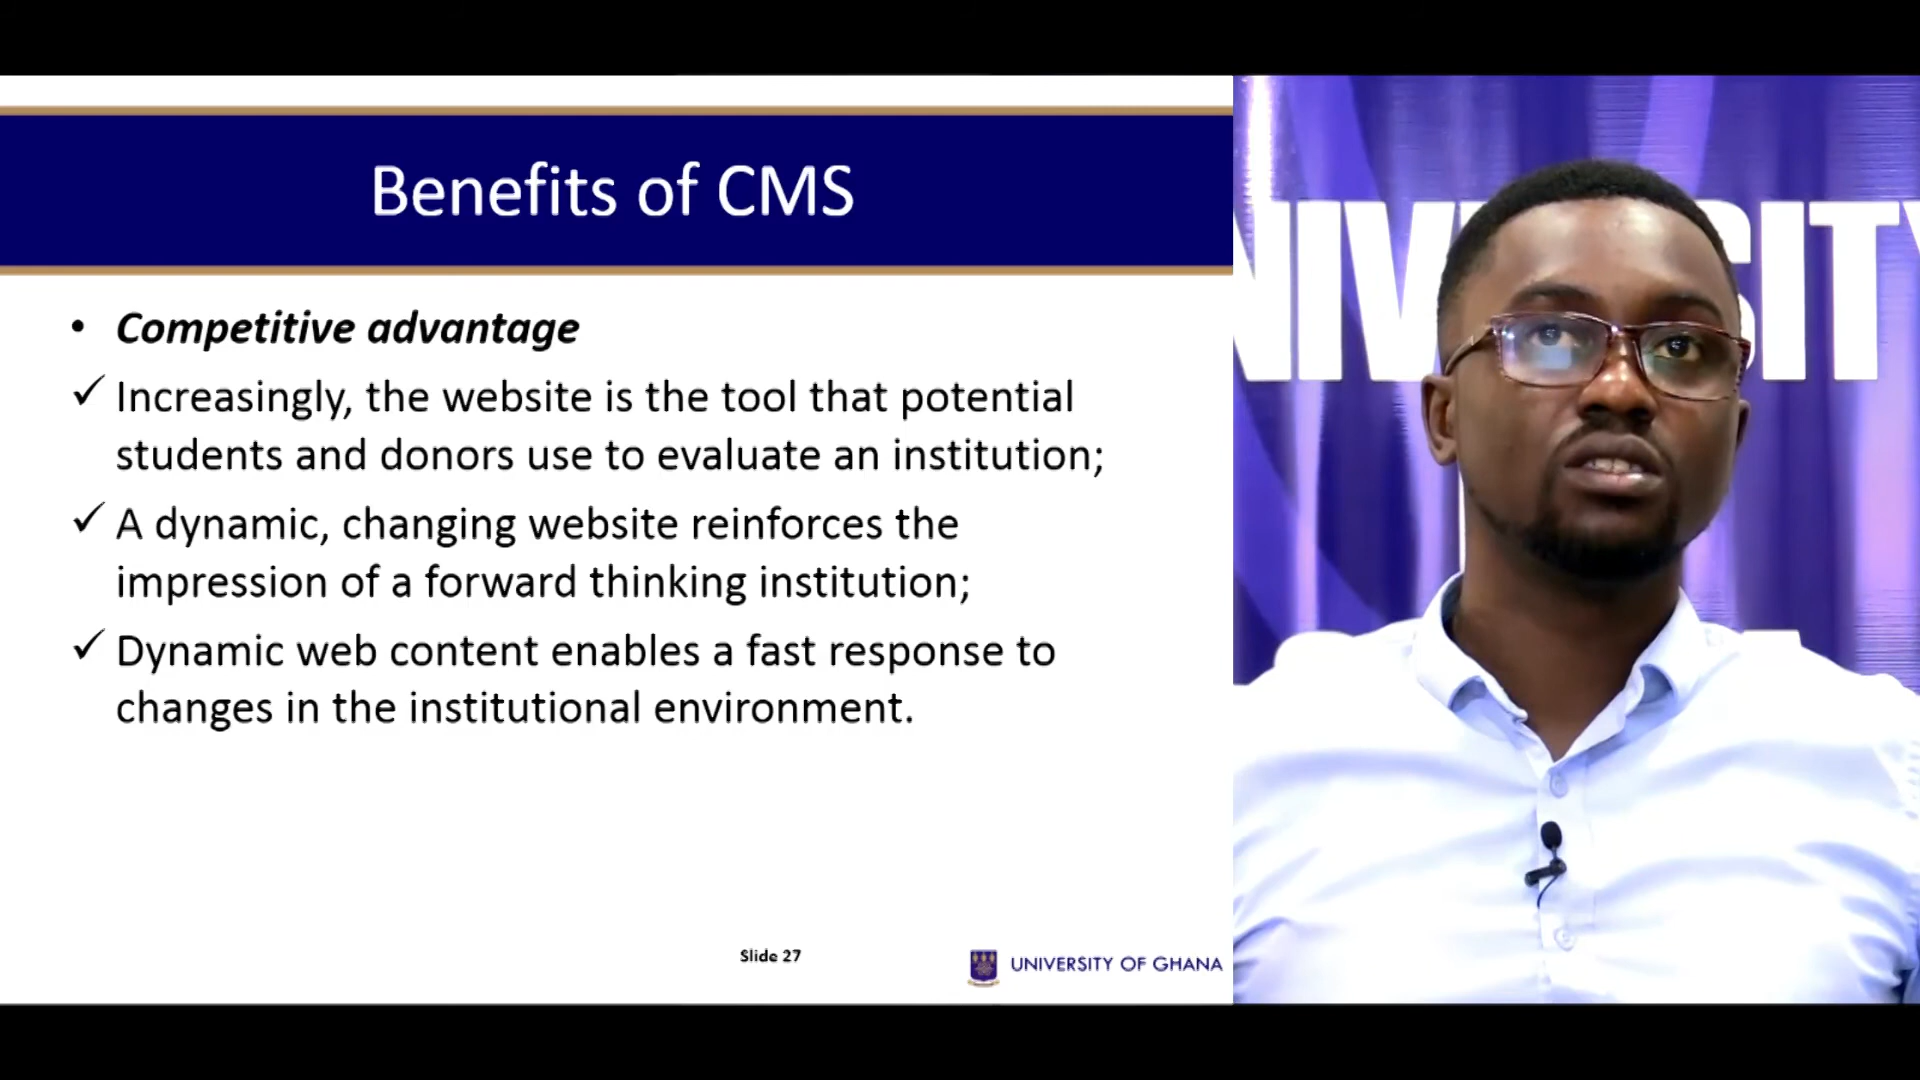 Benefits of CMS
• Competitive advantage
✓ Increasingly, the website is the tool that potential
students and donors use to evaluate an institution;
✓ A dynamic, changing website reinforces the
impression of a forward thinking institution;
✓ Dynamic web content enables a fast response to
changes in the institutional environment.
Slide 27
UNIVERSITY OF GHANA
NIVERSITY